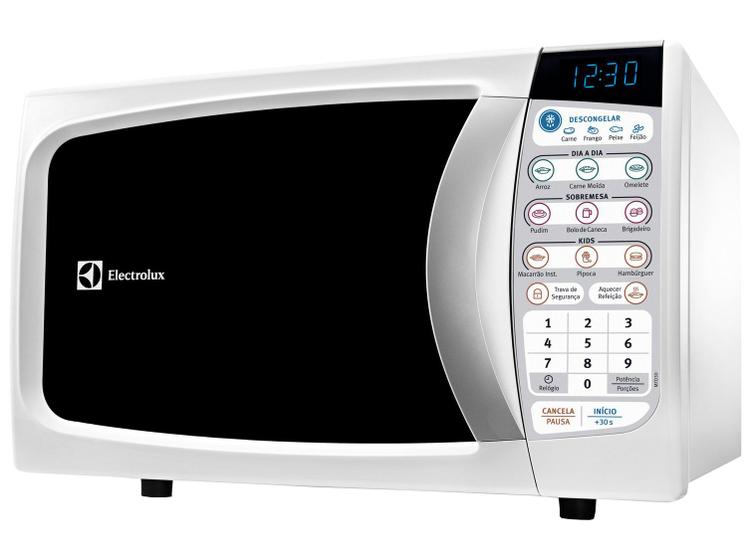 12:30
DESCONGELAR
Carne Frango Peixe Feijão
DIA A DIA
Arroz Carne Moída Omelete
SOBREMESA
Pudim Bolo de Caneca Brigadeiro
KIDS
Macarrão Inst. Pipoca Hambúrguer
Trava de Segurança
Aquecer Refeição
Electrolux
1 2 3
4 5 6
7 8 9
Relógio 0 Potência
Porções
CANCELA INÍCIO
PAUSA +30 s